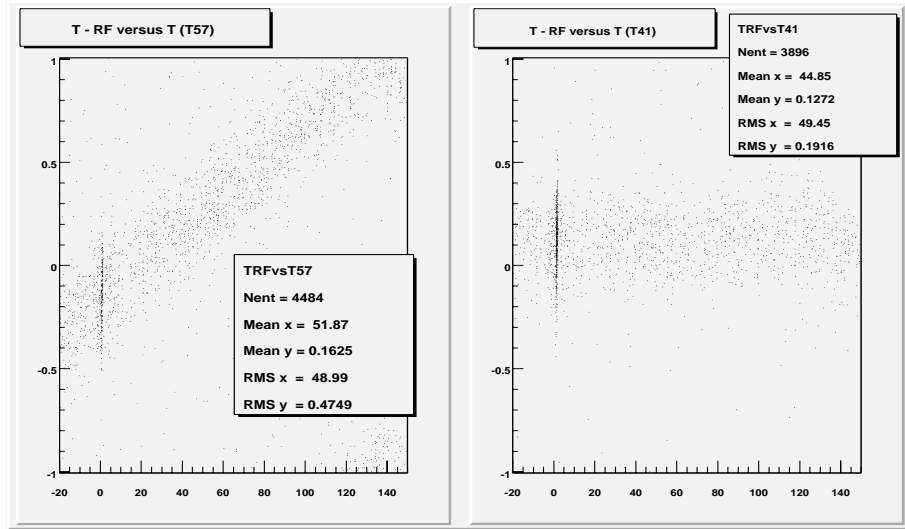 T - RF versus T (T57)
1
0.5
0
-0.5
-1
-20 0 20 40 60 80 100 120 140
TRFvsT57
Nent = 4484
Mean x = 51.87
Mean y = 0.1625
RMS x = 48.99
RMS y = 0.4749
T - RF versus T (T41)
1
0.5
0
-0.5
-1
-20 0 20 40 60 80 100 120 140
TRFvsT41
Nent = 3896
Mean x = 44.85
Mean y = 0.1272
RMS x = 49.45
RMS y = 0.1916